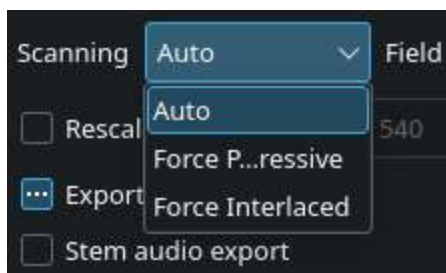 Scanning Auto Field
Auto
Rescal 540
Force P...ressive
Export
Force Interlaced
Stem audio export